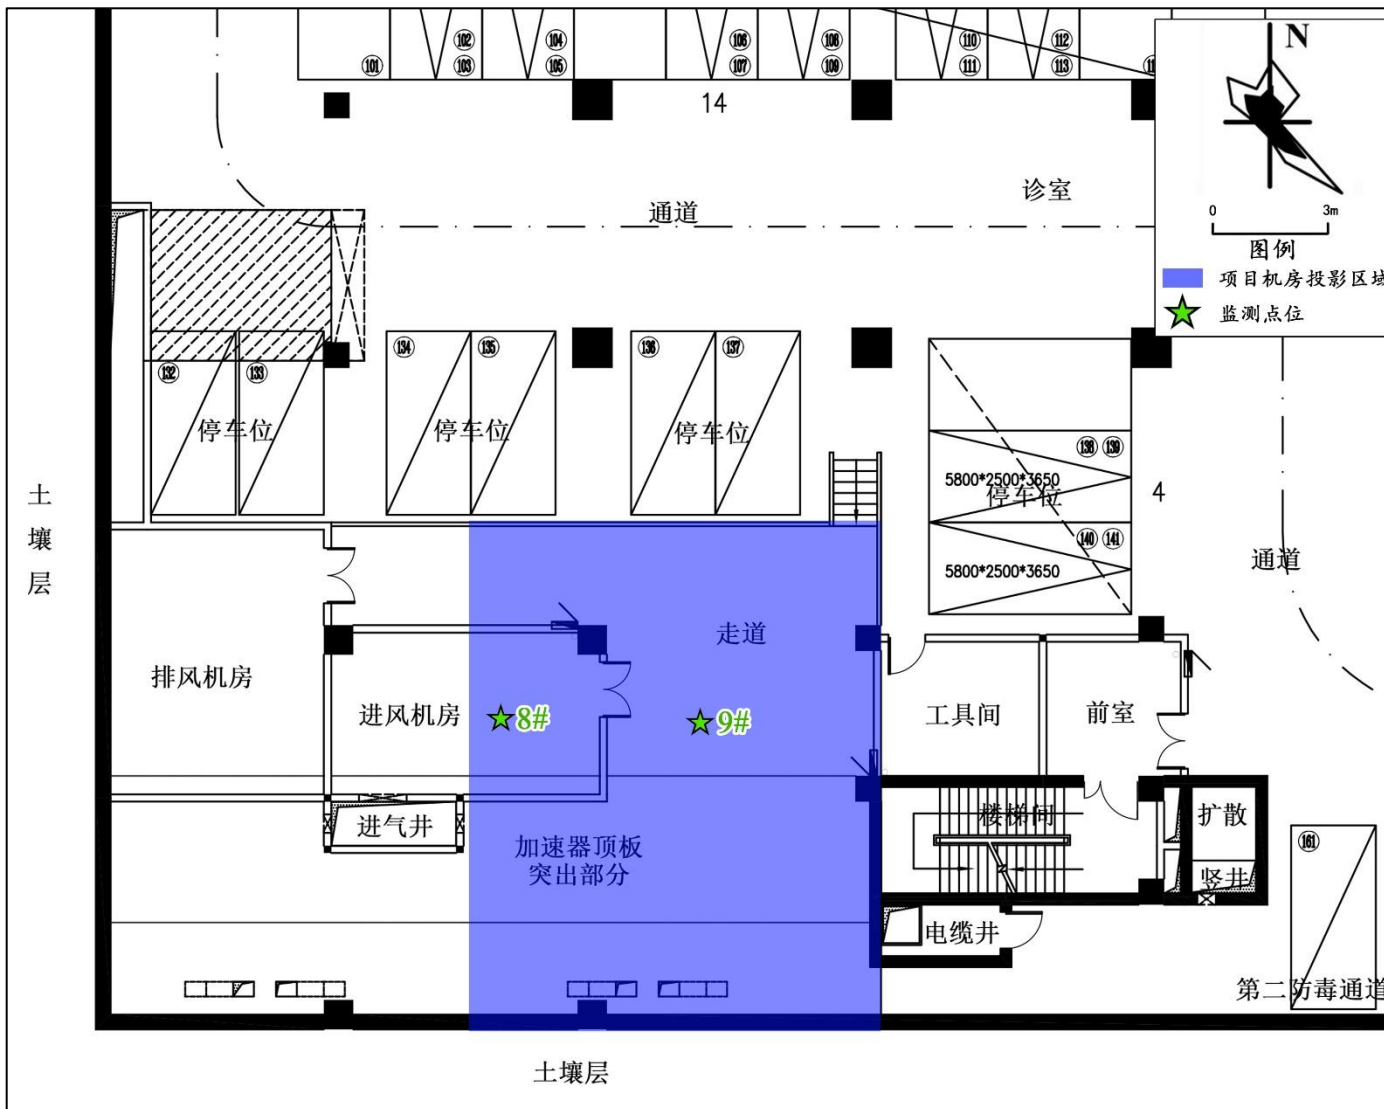 102 104 106 108 110 112
101 103 105 107 109 111 113
14
N
0 3m
图例
项目机房投影区域
监测点位
诊室
通道
134 135 136 137
132 133
停车位 停车位 停车位
138 139
5800*2500*3650
停车位
4
140 141
5800*2500*3650
通道
土
壤
层
走道
排风机房
进风机房
8#
9#
工具间
前室
进气井
加速器顶板
突出部分
楼梯间
扩散
竖井
161
电缆井
第二防毒通道
土壤层